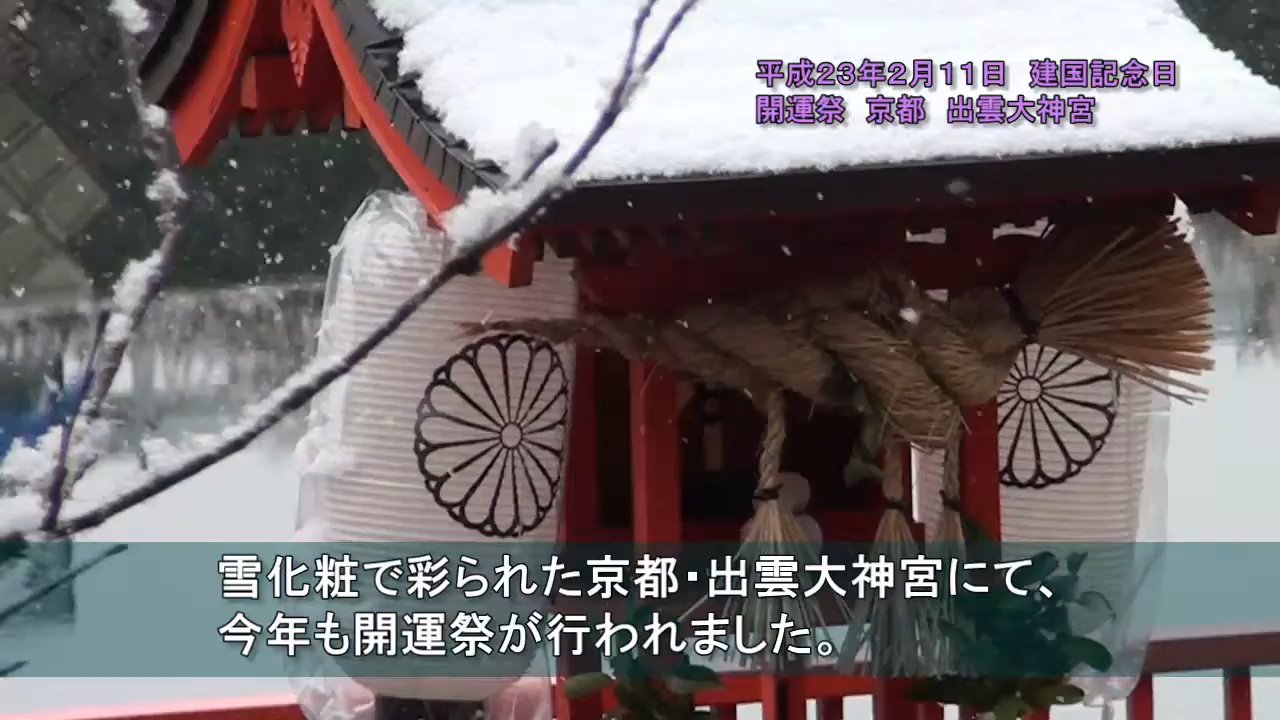 平成23年2月11日　建国記念日
開運祭　京都　出雲大神宮
雪化粧で彩られた京都・出雲大神宮にて、
今年も開運祭が行われました。